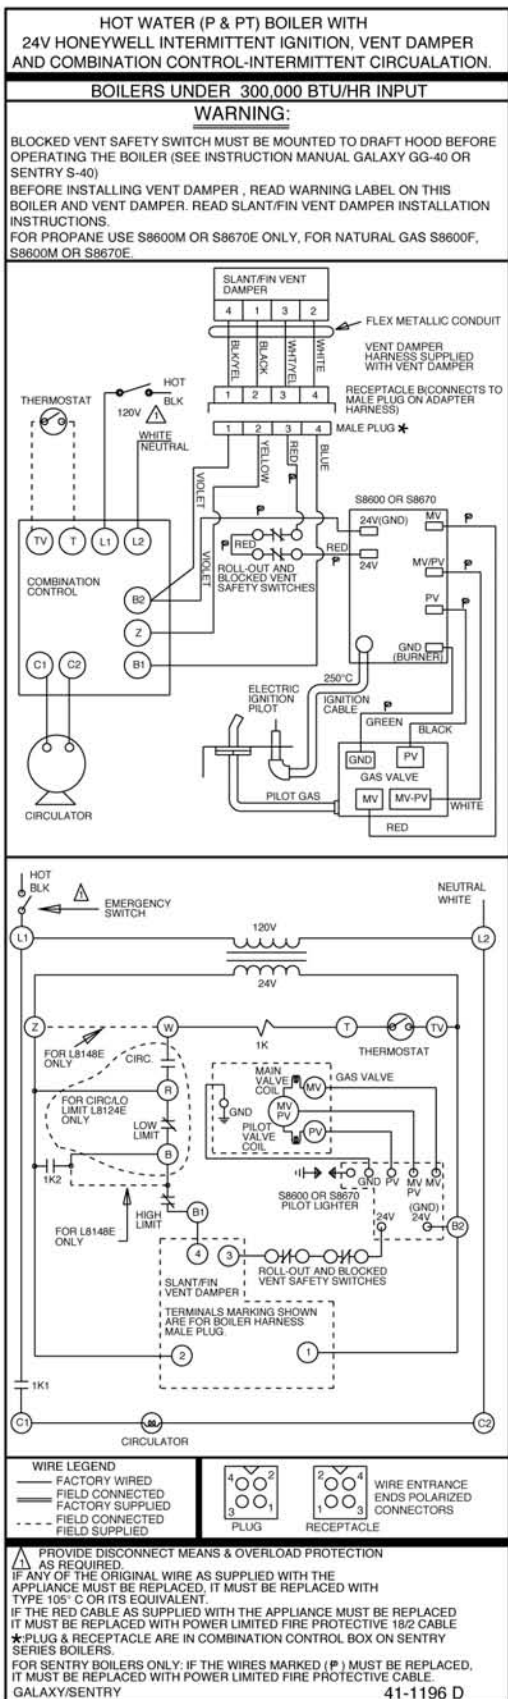 HOT WATER (P & PT) BOILER WITH
24V HONEYWELL INTERMITTENT IGNITION, VENT DAMPER
AND COMBINATION CONTROL-INTERMITTENT CIRCUALATION.
BOILERS UNDER 300,000 BTU/HR INPUT
WARNING:
BLOCKED VENT SAFETY SWITCH MUST BE MOUNTED TO DRAFT HOOD BEFORE
OPERATING THE BOILER (SEE INSTRUCTION MANUAL GALAXY GG-40 OR
SENTRY S-40)
BEFORE INSTALLING VENT DAMPER , READ WARNING LABEL ON THIS
BOILER AND VENT DAMPER. READ SLANT/FIN VENT DAMPER INSTALLATION
INSTRUCTIONS.
FOR PROPANE USE S8600M OR S8670E ONLY, FOR NATURAL GAS S8600F,
S8600M OR S8670E.
SLANT/FIN VENT
DAMPER
4 1 3 2
FLEX METALLIC CONDUIT
BLK/YEL
BLACK
WHT/YEL
WHITE
VENT DAMPER
HARNESS SUPPLIED
WITH VENT DAMPER
HOT
BLK
120V
1
THERMOSTAT
WHITE
NEUTRAL
1 2 3 4
RECEPTACLE B(CONNECTS TO
MALE PLUG ON ADAPTER
HARNESS)
1 2 3 4
MALE PLUG *
VIOLET
YELLOW
RED
BLUE
VIOLET
S8600 OR S8670
24V(GND)
MV
P
RED
RED
P
24V
MV/PV
P
ROLL-OUT AND
BLOCKED VENT
SAFETY SWITCHES
TV T L1 L2
COMBINATION
CONTROL
B2
Z
B1
C1 C2
PV
P
GND
(BURNER)
250°C
IGNITION
CABLE
ELECTRIC
IGNITION
PILOT
P
GREEN
BLACK
GND
PV
GAS VALVE
MV
MV-PV
WHITE
PILOT GAS
RED
CIRCULATOR
HOT
BLK
1
EMERGENCY
SWITCH
NEUTRAL
WHITE
L1
120V
L2
24V
Z
W
1K
T
TV
THERMOSTAT
FOR L8148E
ONLY
CIRC.
R
FOR CIRC/LO
LIMIT L8124E
ONLY
LOW
LIMIT
B
1K2
MAIN
VALVE
COIL
MV
GAS VALVE
GND
MV
PV
PILOT
VALVE
COIL
PV
GND PV MV
PV MV
S8600 OR S8670
PILOT LIGHTER
24V
(GND)
24V
B2
HIGH
LIMIT
B1
FOR L8148E
ONLY
4
3
ROLL-OUT AND BLOCKED
VENT SAFETY SWITCHES
SLANT/FIN
VENT DAMPER
TERMINALS MARKING SHOWN
ARE FOR BOILER HARNESS
MALE PLUG.
2
1
1K1
C1
C2
CIRCULATOR
WIRE LEGEND
FACTORY WIRED
FIELD CONNECTED
FACTORY SUPPLIED
FIELD CONNECTED
FIELD SUPPLIED
4 2
3 1
PLUG
2 4
1 3
RECEPTACLE
WIRE ENTRANCE
ENDS POLARIZED
CONNECTORS
1 PROVIDE DISCONNECT MEANS & OVERLOAD PROTECTION
AS REQUIRED.
IF ANY OF THE ORIGINAL WIRE AS SUPPLIED WITH THE
APPLIANCE MUST BE REPLACED, IT MUST BE REPLACED WITH
TYPE 105° C OR ITS EQUIVALENT.
IF THE RED CABLE AS SUPPLIED WITH THE APPLIANCE MUST BE REPLACED
IT MUST BE REPLACED WITH POWER LIMITED FIRE PROTECTIVE 18/2 CABLE
*:PLUG & RECEPTACLE ARE IN COMBINATION CONTROL BOX ON SENTRY
SERIES BOILERS.
FOR SENTRY BOILERS ONLY: IF THE WIRES MARKED (P) MUST BE REPLACED,
IT MUST BE REPLACED WITH POWER LIMITED FIRE PROTECTIVE CABLE.
GALAXY/SENTRY
41-1196 D